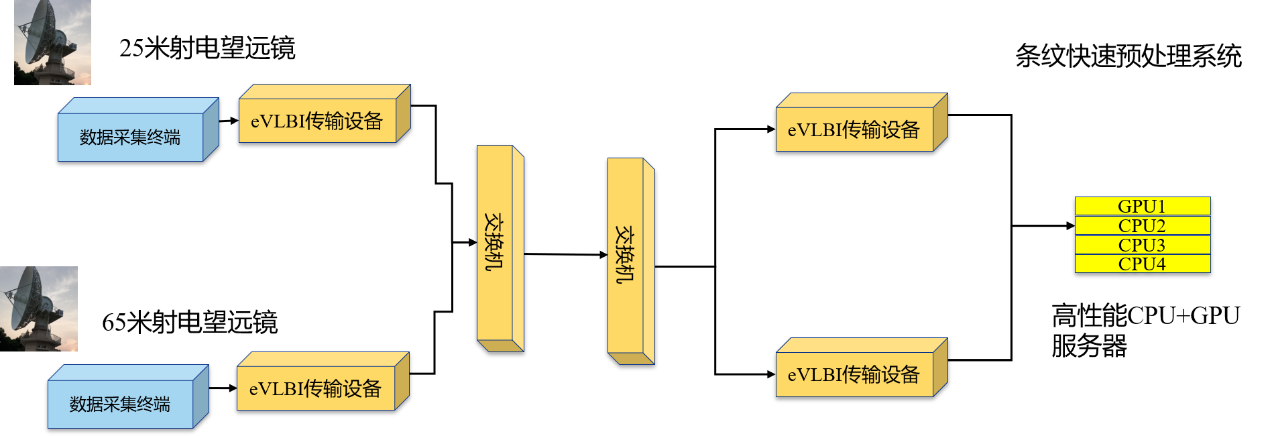 25米射电望远镜
条纹快速预处理系统
数据采集终端
eVLBI传输设备
eVLBI传输设备
交换机
交换机
GPU1
CPU2
CPU3
CPU4
65米射电望远镜
高性能CPU+GPU
服务器
数据采集终端
eVLBI传输设备
eVLBI传输设备